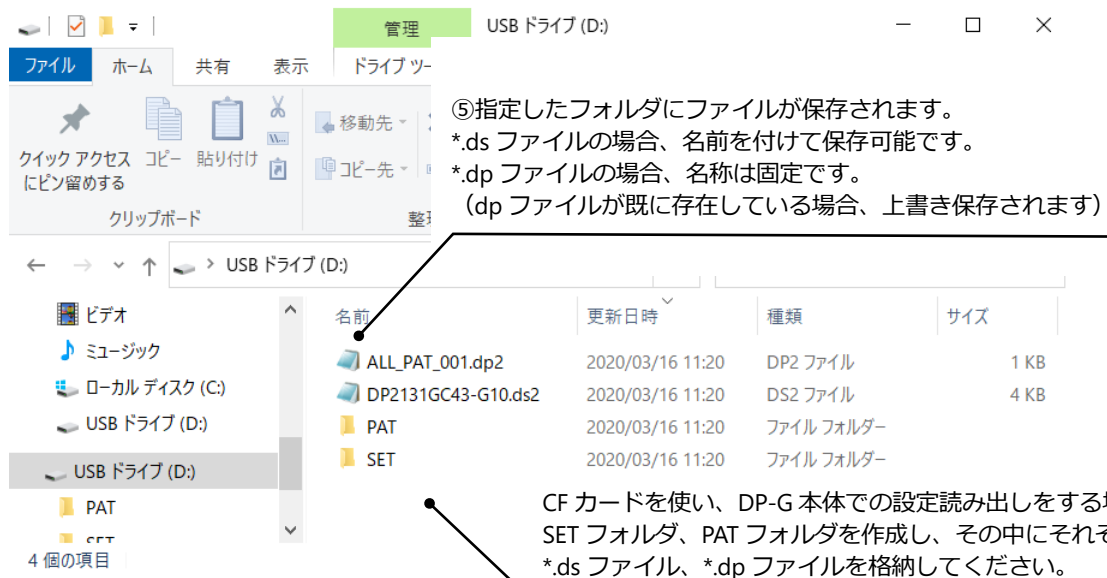 管理
USB ドライブ (D:)
ファイル ホーム 共有 表示 ドライブ ツー
⑤指定したフォルダにファイルが保存されます。
*.ds ファイルの場合、名前を付けて保存可能です。
*.dp ファイルの場合、名称は固定です。
（dp ファイルが既に存在している場合、上書き保存されます）
クイック アクセス
にピン留めする
コピー
貼り付け
移動先
コピー先
クリップボード
整
USB ドライブ (D:)
名前 更新日時 種類 サイズ
ビデオ
ミュージック
ローカル ディスク (C:)
USB ドライブ (D:)
USB ドライブ (D:)
PAT
SET
ALL_PAT_001.dp2 2020/03/16 11:20 DP2 ファイル 1 KB
DP2131GC43-G10.ds2 2020/03/16 11:20 DS2 ファイル 4 KB
PAT 2020/03/16 11:20 ファイル フォルダー
SET 2020/03/16 11:20 ファイル フォルダー
CF カードを使い、DP-G 本体での設定読み出しをする
SET フォルダ、PAT フォルダを作成し、その中にそれ
*.ds ファイル、*.dp ファイルを格納してください。
4 個の項目